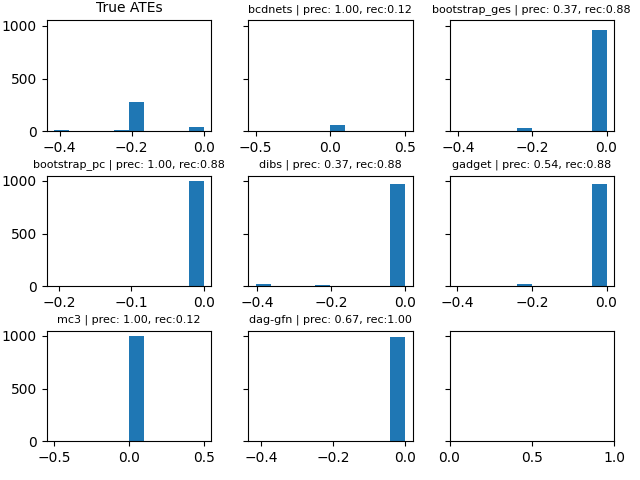 True ATEs
bcdnets | prec: 1.00, rec:0.12
bootstrap_ges | prec: 0.37, rec:0.88
1000
500
0
−0.4 −0.2 0.0
−0.5 0.0 0.5
−0.4 −0.2 0.0
bootstrap_pc | prec: 1.00, rec:0.88
dibs | prec: 0.37, rec:0.88
gadget | prec: 0.54, rec:0.88
1000
500
0
−0.2 −0.1 0.0
−0.4 −0.2 0.0
−0.4 −0.2 0.0
mc3 | prec: 1.00, rec:0.12
dag-gfn | prec: 0.67, rec:1.00
1000
500
0
−0.5 0.0 0.5
−0.4 −0.2 0.0
0.0 0.5 1.0